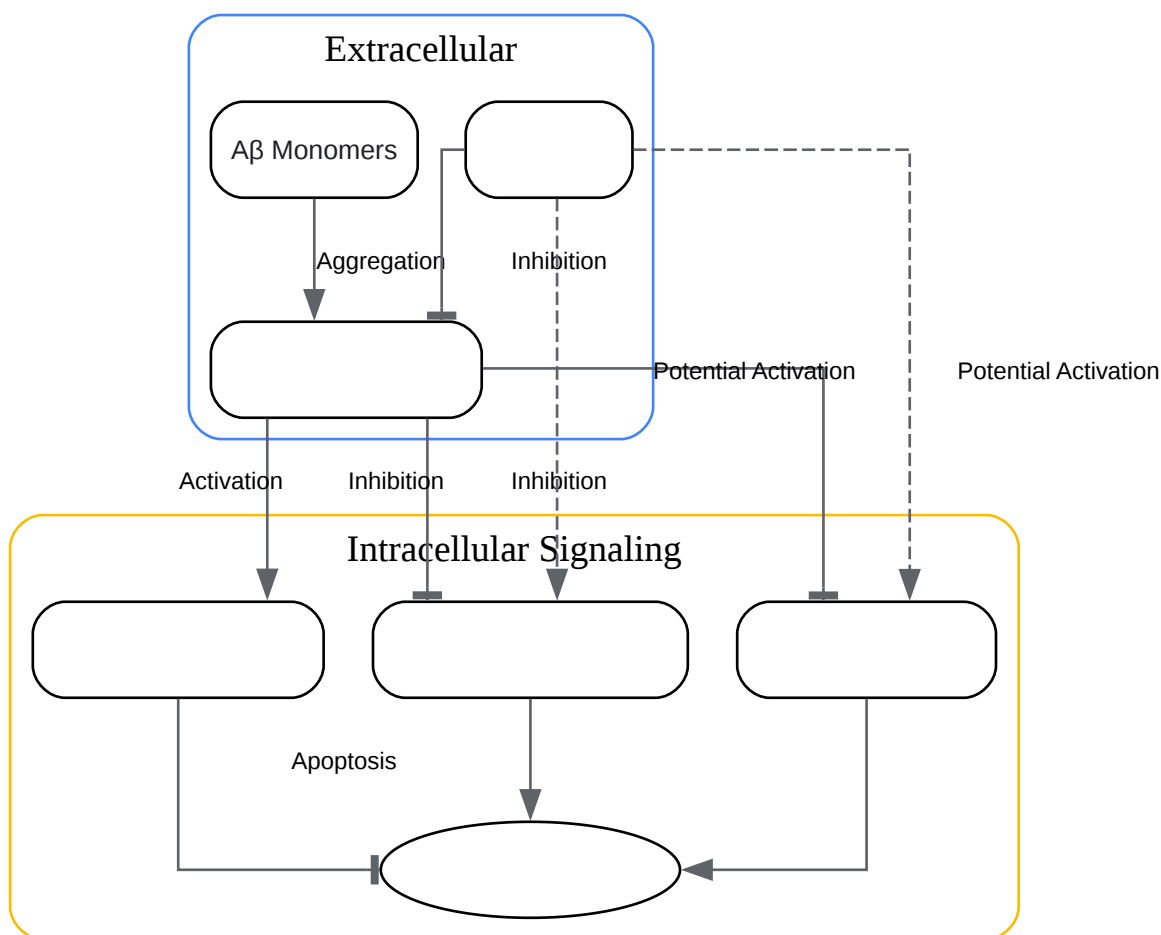 Extracellular
Aβ Monomers
Aggregation
Inhibition
Potential Activation
Potential Activation
Activation
Inhibition
Inhibition
Intracellular Signaling
Apoptosis